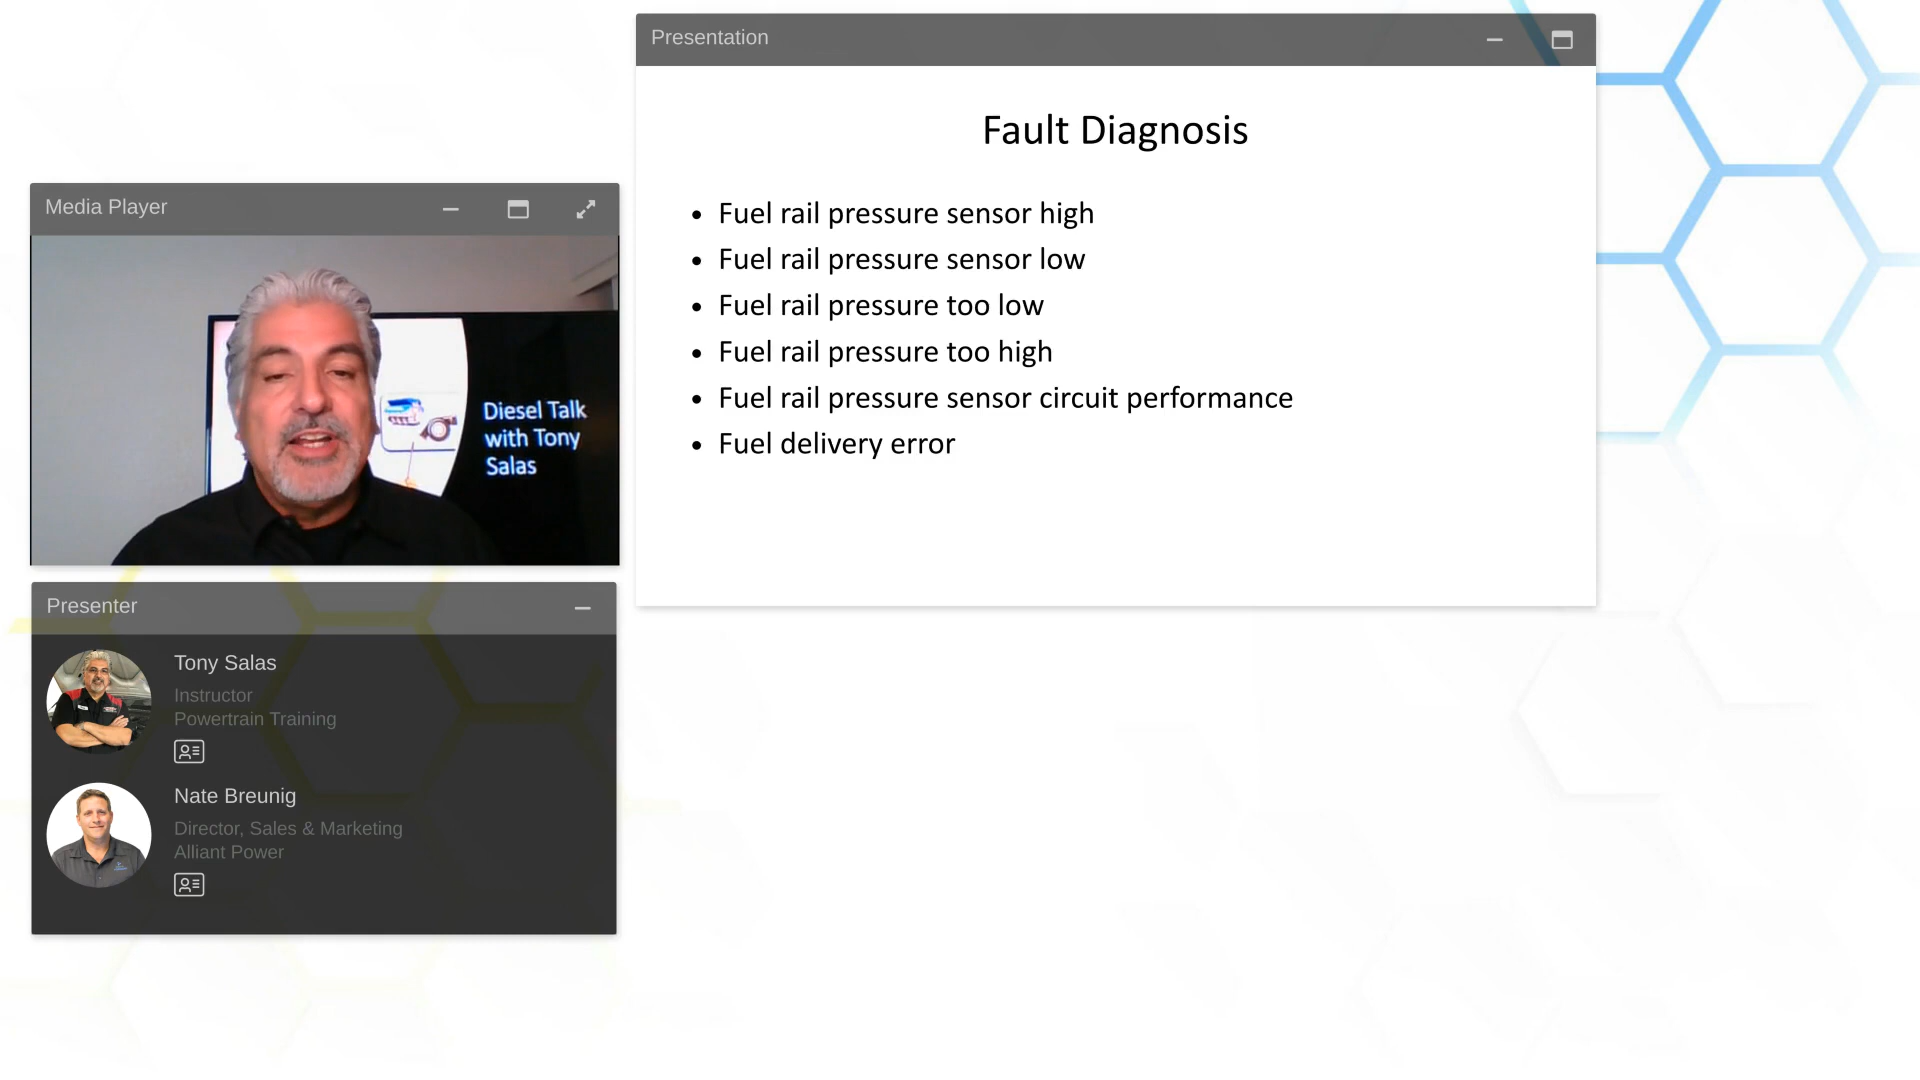 Presentation
Fault Diagnosis
• Fuel rail pressure sensor high
• Fuel rail pressure sensor low
• Fuel rail pressure too low
• Fuel rail pressure too high
• Fuel rail pressure sensor circuit performance
• Fuel delivery error
Media Player
Diesel Talk
with Tony
Salas
Presenter
Tony Salas
Instructor
Powertrain Training
Nate Breunig
Director, Sales & Marketing
Alliant Power